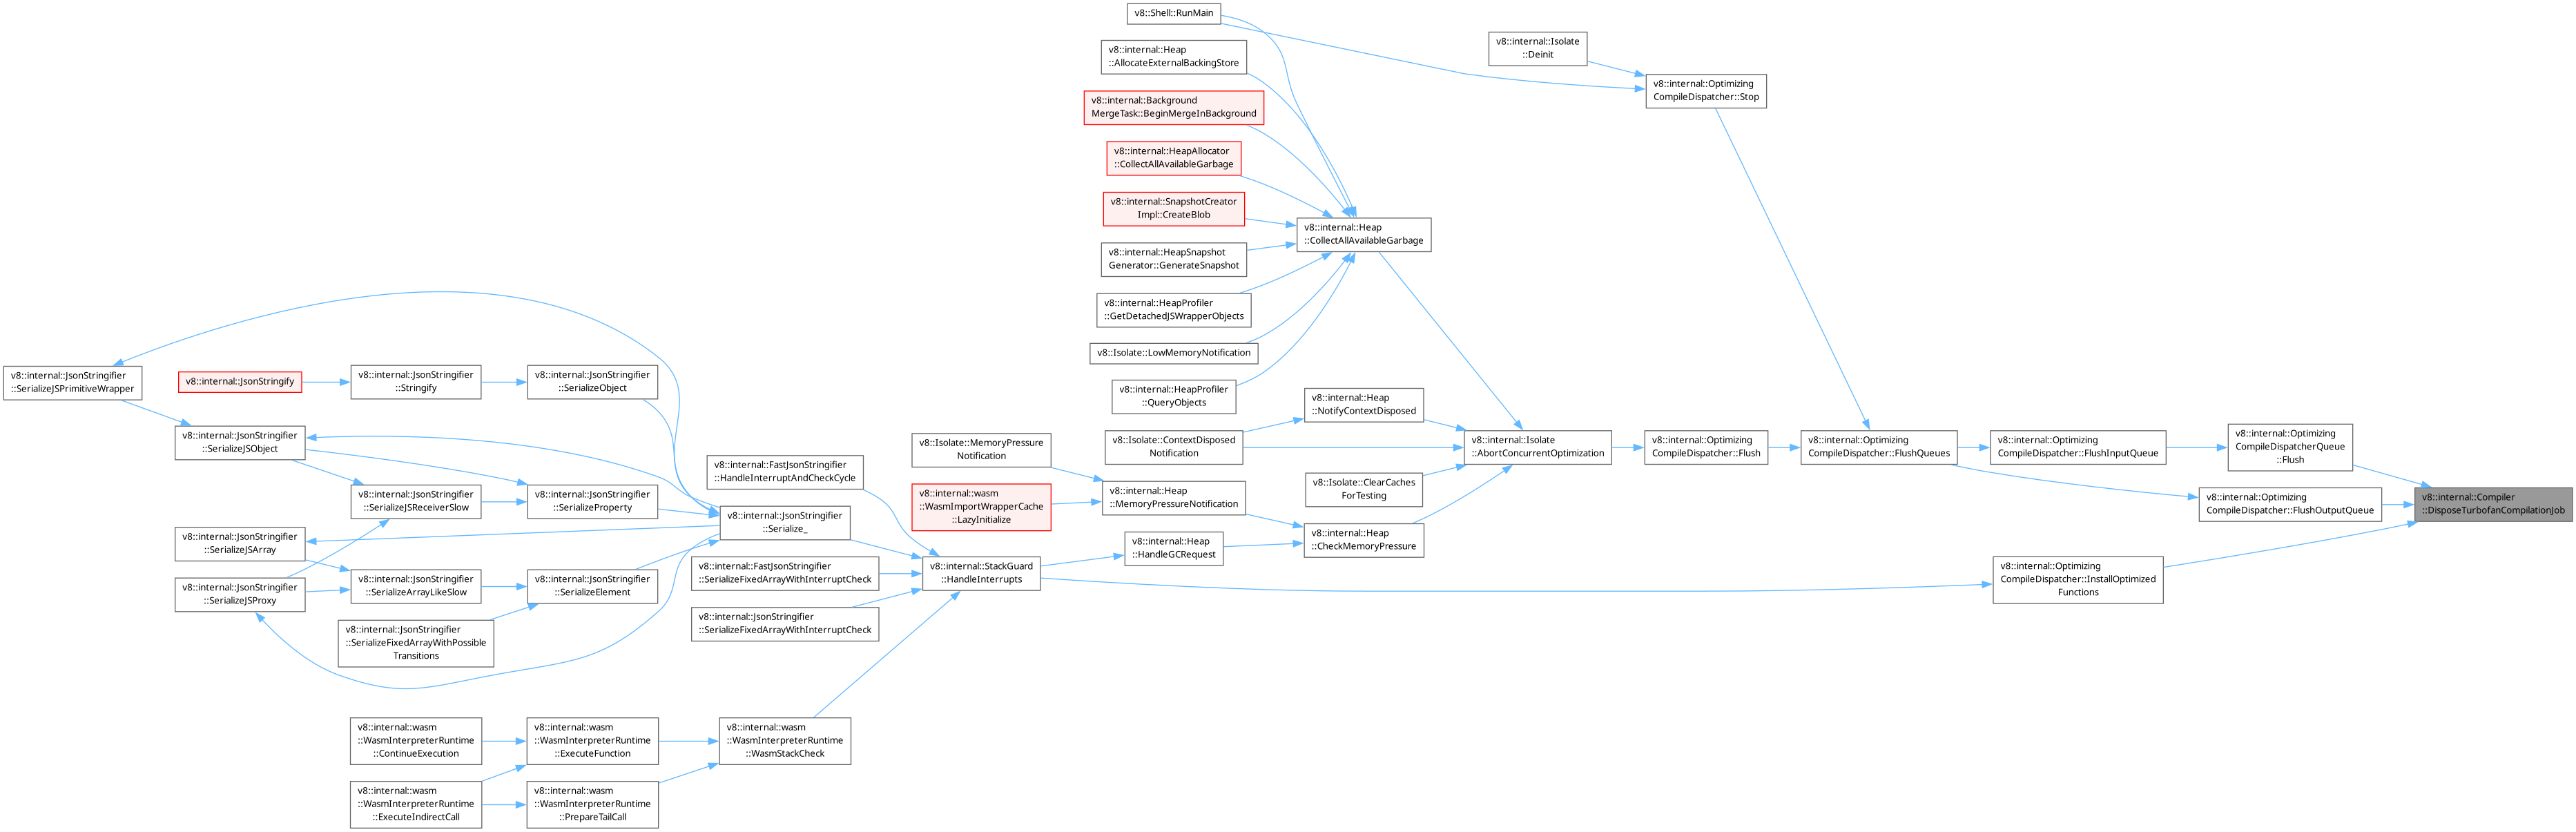 v8::Shell::RunMain
v8::internal::Heap
::AllocateExternalBackingStore
v8::internal::Background
MergeTask::BeginMergeInBackground
v8::internal::HeapAllocator
::CollectAllAvailableGarbage
v8::internal::SnapshotCreator
Impl::CreateBlob
v8::internal::HeapSnapshot
Generator::GenerateSnapshot
v8::internal::HeapProfiler
::GetDetachedJSWrapperObjects
v8::Isolate::LowMemoryNotification
v8::internal::HeapProfiler
::QueryObjects
v8::internal::Isolate
::Deinit
v8::internal::Optimizing
CompileDispatcher::Stop
v8::internal::Heap
::CollectAllAvailableGarbage
v8::internal::JsonStringifier
::SerializeJSPrimitiveWrapper
v8::internal::JsonStringify
v8::internal::JsonStringifier
::Stringify
v8::internal::JsonStringifier
::SerializeObject
v8::internal::JsonStringifier
::SerializeJSObject
v8::internal::JsonStringifier
::SerializeJSReceiverSlow
v8::internal::JsonStringifier
::SerializeProperty
v8::internal::JsonStringifier
::SerializeJSArray
v8::internal::JsonStringifier
::SerializeJSProxy
v8::internal::JsonStringifier
::SerializeArrayLikeSlow
v8::internal::JsonStringifier
::SerializeElement
v8::internal::JsonStringifier
::SerializeFixedArrayWithPossible
Transitions
v8::internal::FastJsonStringifier
::HandleInterruptAndCheckCycle
v8::internal::JsonStringifier
::Serialize_
v8::internal::FastJsonStringifier
::SerializeFixedArrayWithInterruptCheck
v8::internal::JsonStringifier
::SerializeFixedArrayWithInterruptCheck
v8::Isolate::MemoryPressure
Notification
v8::internal::wasm
::WasmImportWrapperCache
::LazyInitialize
v8::internal::StackGuard
::HandleInterrupts
v8::Isolate::ContextDisposed
Notification
v8::internal::Heap
::MemoryPressureNotification
v8::internal::Heap
::HandleGCRequest
v8::internal::Heap
::NotifyContextDisposed
v8::Isolate::ClearCaches
ForTesting
v8::internal::Heap
::CheckMemoryPressure
v8::internal::Isolate
::AbortConcurrentOptimization
v8::internal::Optimizing
CompileDispatcher::Flush
v8::internal::Optimizing
CompileDispatcher::FlushQueues
v8::internal::Optimizing
CompileDispatcher::FlushInputQueue
v8::internal::Optimizing
CompileDispatcherQueue
::Flush
v8::internal::Optimizing
CompileDispatcher::FlushOutputQueue
v8::internal::Compiler
::DisposeTurbofanCompilationJob
v8::internal::Optimizing
CompileDispatcher::InstallOptimized
Functions
v8::internal::wasm
::WasmInterpreterRuntime
::ContinueExecution
v8::internal::wasm
::WasmInterpreterRuntime
::ExecuteFunction
v8::internal::wasm
::WasmInterpreterRuntime
::WasmStackCheck
v8::internal::wasm
::WasmInterpreterRuntime
::ExecuteIndirectCall
v8::internal::wasm
::WasmInterpreterRuntime
::PrepareTailCall